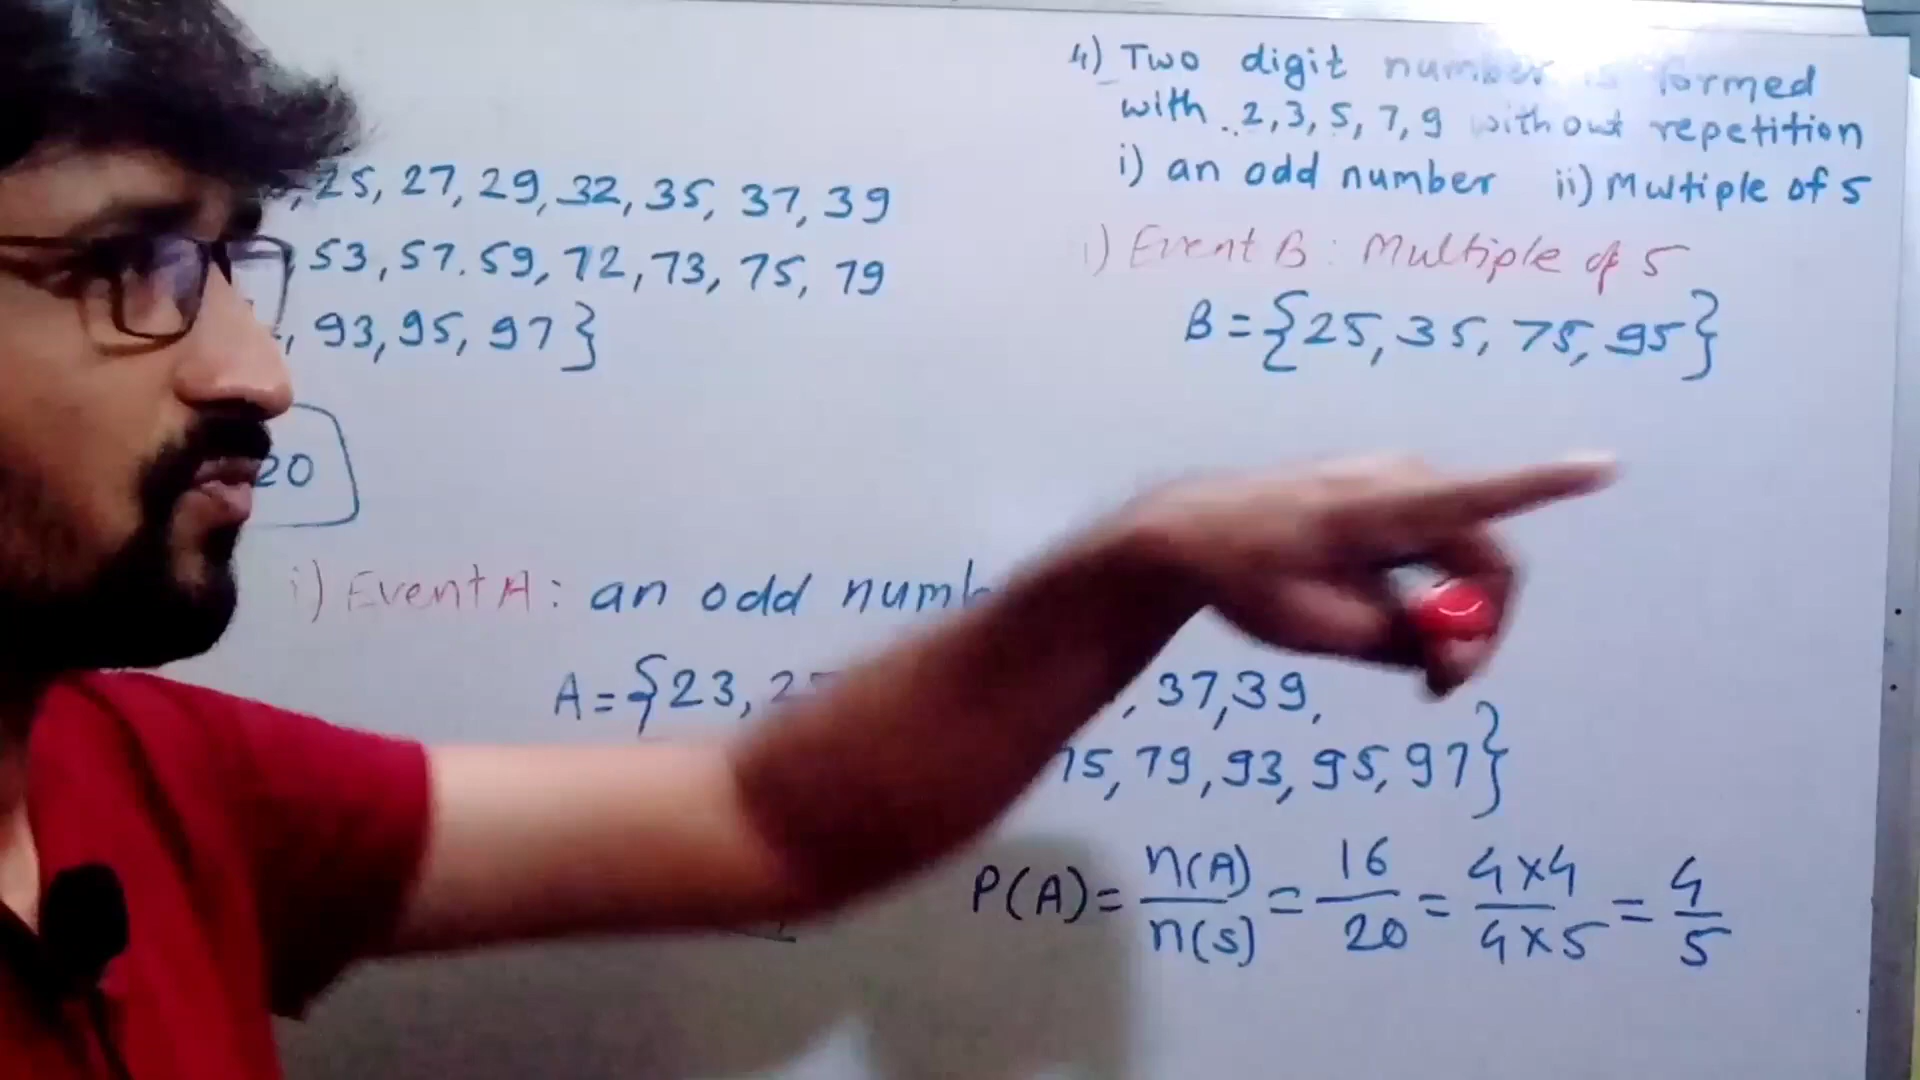 4) Two digit number is formed
with 2, 3, 5, 7, 9 without repetition
i) an odd number ii) Multiple of 5
25, 27, 29, 32, 35, 37, 39
53, 57. 59, 72, 73, 75, 79
, 93, 95, 97}
20
i) Event B : Multiple of 5
B = {25, 35, 75, 95}
i) Event A : an odd numb
A = {23, 25 , 37, 39,
75, 79, 93, 95, 97}
P(A) = n(A)/n(s) = 16/20 = 4×4/4×5 = 4/5